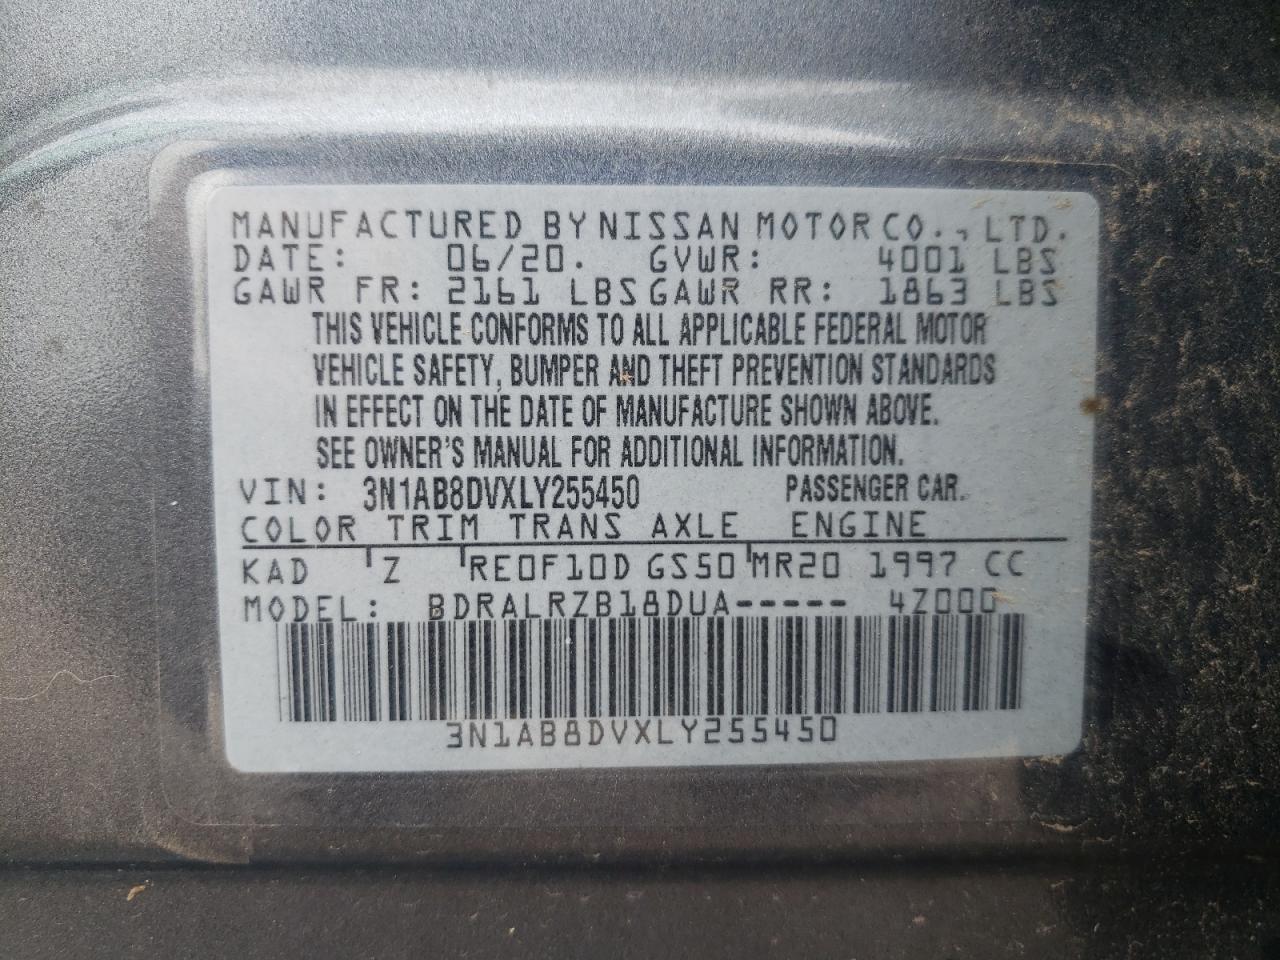 MANUFACTURED BY NISSAN MOTOR CO., LTD.
DATE: 06/20. GVWR: 4001 LBS
GAWR FR: 2161 LBS GAWR RR: 1863 LBS
THIS VEHICLE CONFORMS TO ALL APPLICABLE FEDERAL MOTOR
VEHICLE SAFETY, BUMPER AND THEFT PREVENTION STANDARDS
IN EFFECT ON THE DATE OF MANUFACTURE SHOWN ABOVE.
SEE OWNER'S MANUAL FOR ADDITIONAL INFORMATION.
VIN: 3N1AB8DVXLY255450 PASSENGER CAR.
COLOR TRIM TRANS AXLE ENGINE
KAD Z RE0F10D GS50 MR20 1997 CC
MODEL: BDRALRZB18DUA----- 4Z000
3N1AB8DVXLY255450